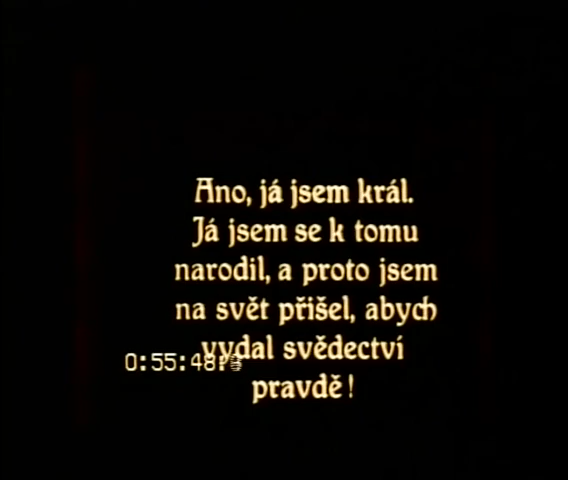 Ano, já jsem král.
Já jsem se k tomu
narodil, a proto jsem
na svět přišel, abych
vydal svědectví
0:55:48
pravdě!